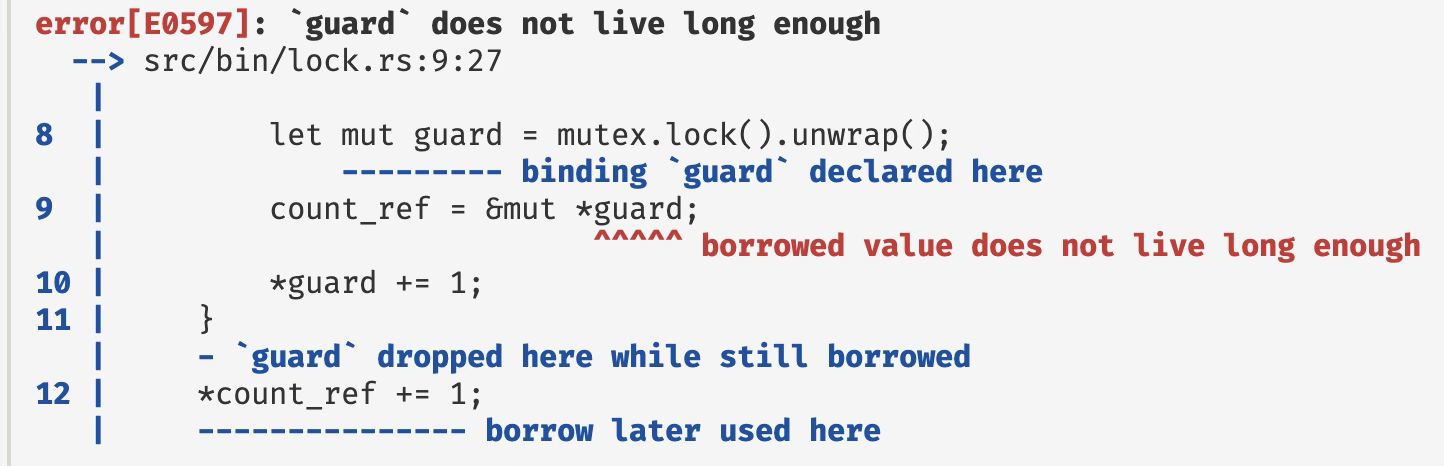 error[E0597]: `guard` does not live long enough
  --> src/bin/lock.rs:9:27
   |
8  |         let mut guard = mutex.lock().unwrap();
   |             --------- binding `guard` declared here
9  |         count_ref = &mut *guard;
   |                           ^^^^^ borrowed value does not live long enough
10 |         *guard += 1;
11 |     }
   |     - `guard` dropped here while still borrowed
12 |     *count_ref += 1;
   |     --------------- borrow later used here